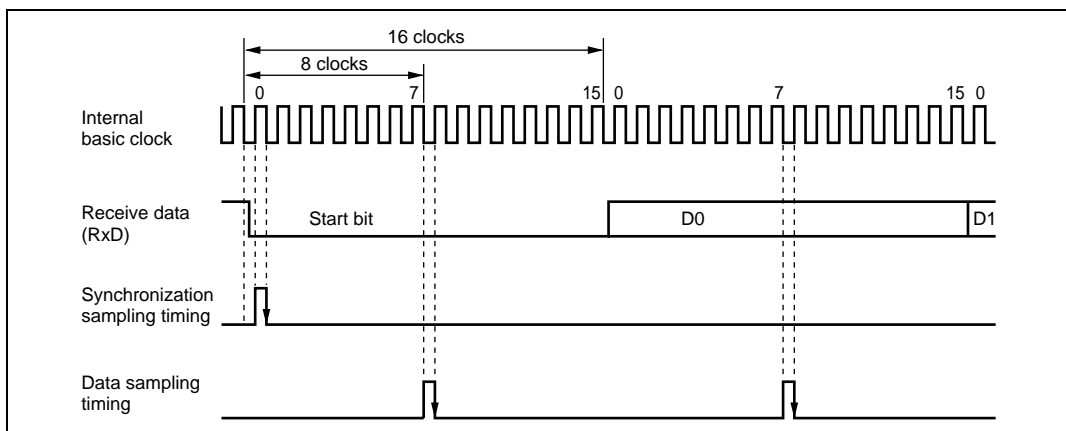 16 clocks
8 clocks
0 7 15 0 7 15 0
Internal
basic clock
Receive data
(RxD)
Start bit D0 D1
Synchronization
sampling timing
Data sampling
timing